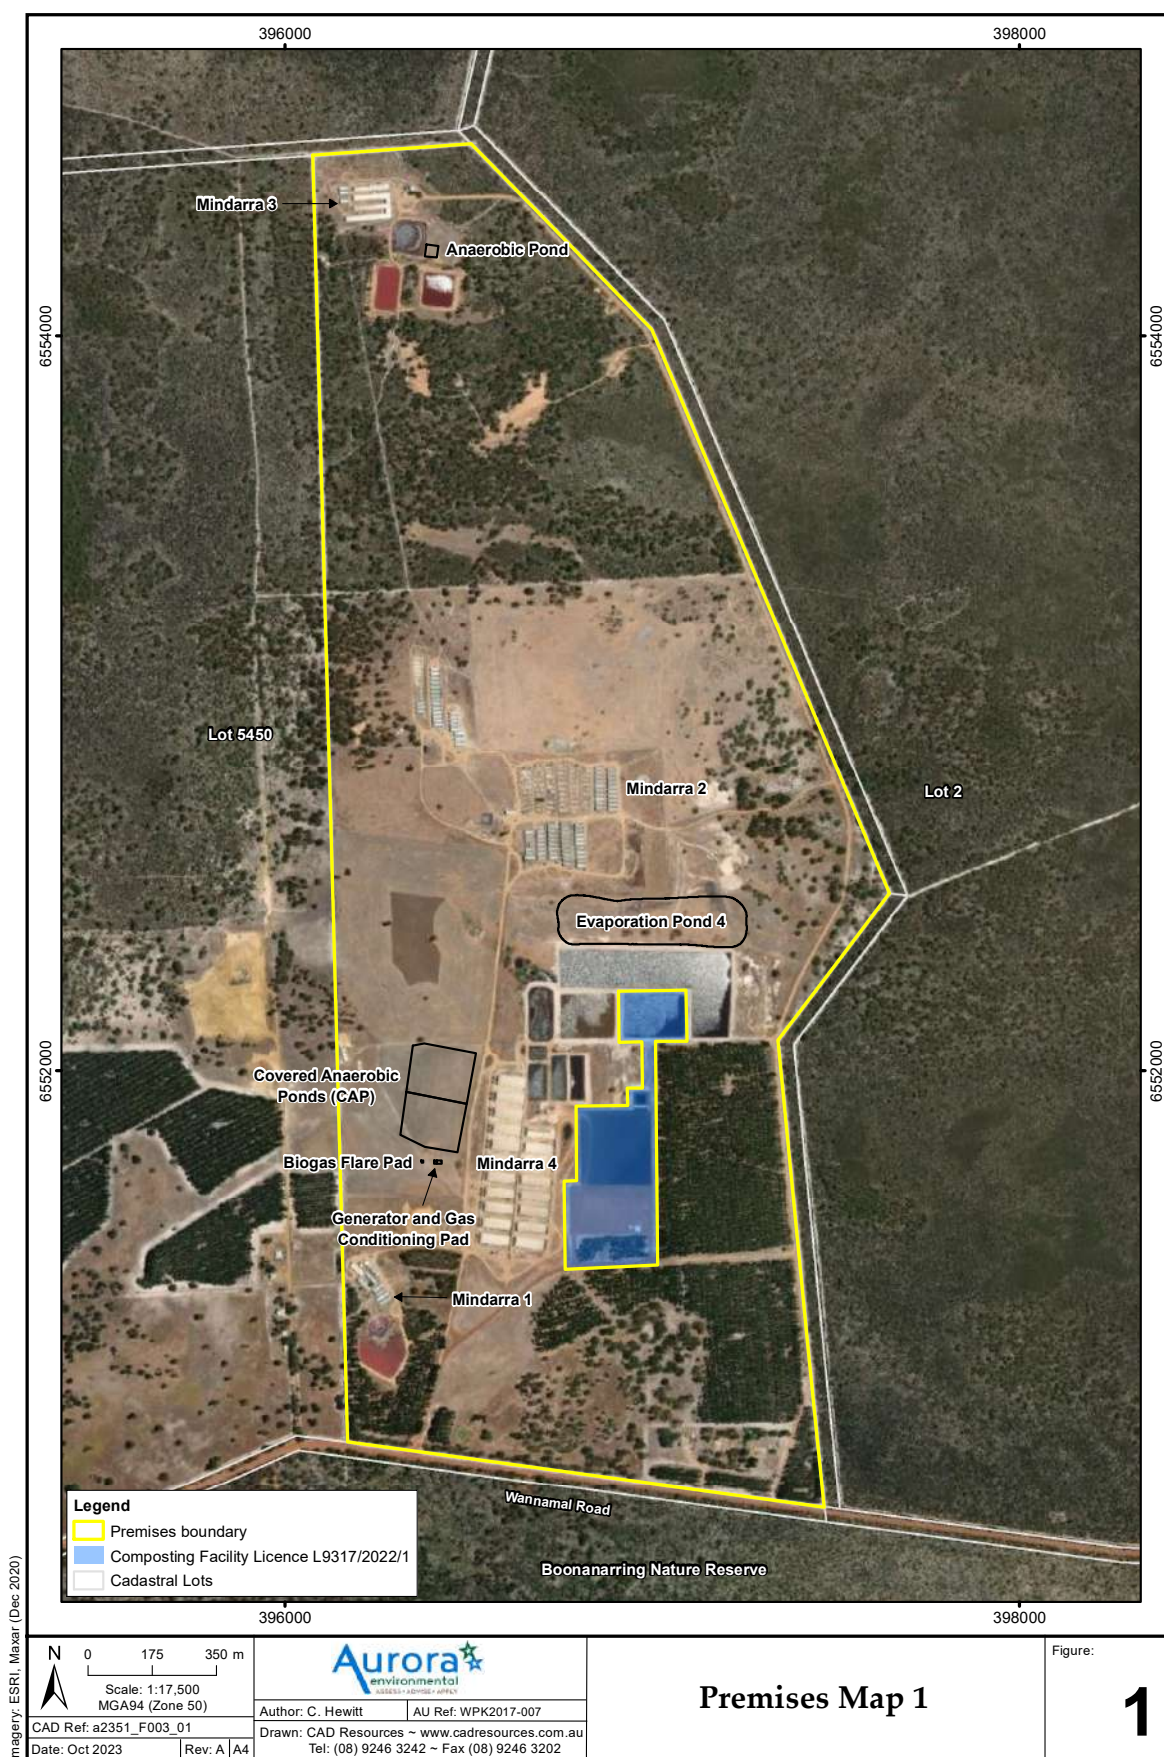 396000
398000
Mindarra 3
Anaerobic Pond
6554000
6554000
Lot 5450
Mindarra 2
Lot 2
Evaporation Pond 4
6552000
6552000
Covered Anaerobic
Ponds (CAP)
Biogas Flare Pad
Mindarra 4
Generator and Gas
Conditioning Pad
Mindarra 1
Wannamal Road
Boonanarring Nature Reserve
Legend
Premises boundary
Composting Facility Licence L9317/2022/1
Cadastral Lots
396000
398000
Imagery: ESRI, Maxar (Dec 2020)
N
0 175 350 m
Scale: 1:17,500
MGA94 (Zone 50)
CAD Ref: a2351_F003_01
Date: Oct 2023
Rev: A
A4
Aurora
environmental
ASSESS • ADVISE • APPLY
Author: C. Hewitt
AU Ref: WPK2017-007
Drawn: CAD Resources ~ www.cadresources.com.au
Tel: (08) 9246 3242 ~ Fax (08) 9246 3202
Premises Map 1
Figure:
1